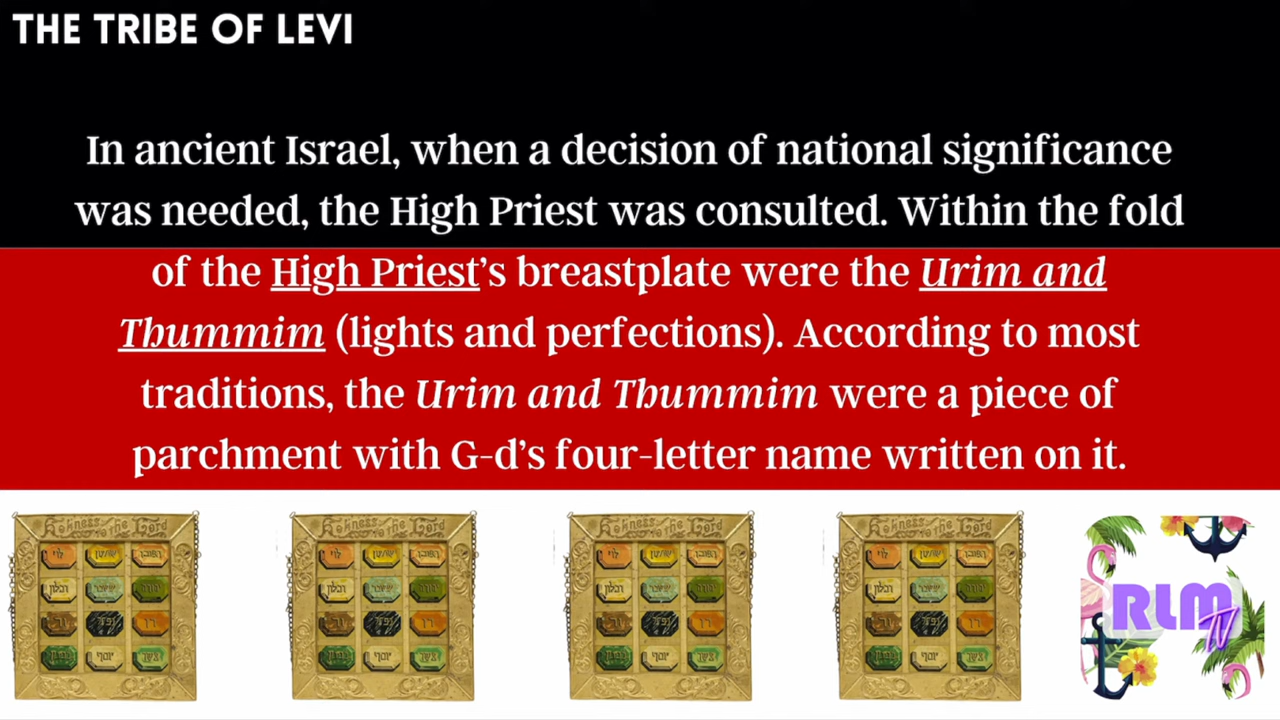 THE TRIBE OF LEVI
In ancient Israel, when a decision of national significance
was needed, the High Priest was consulted. Within the fold
of the High Priest's breastplate were the Urim and
Thummim (lights and perfections). According to most
traditions, the Urim and Thummim were a piece of
parchment with G-d's four-letter name written on it.
RLM
TV